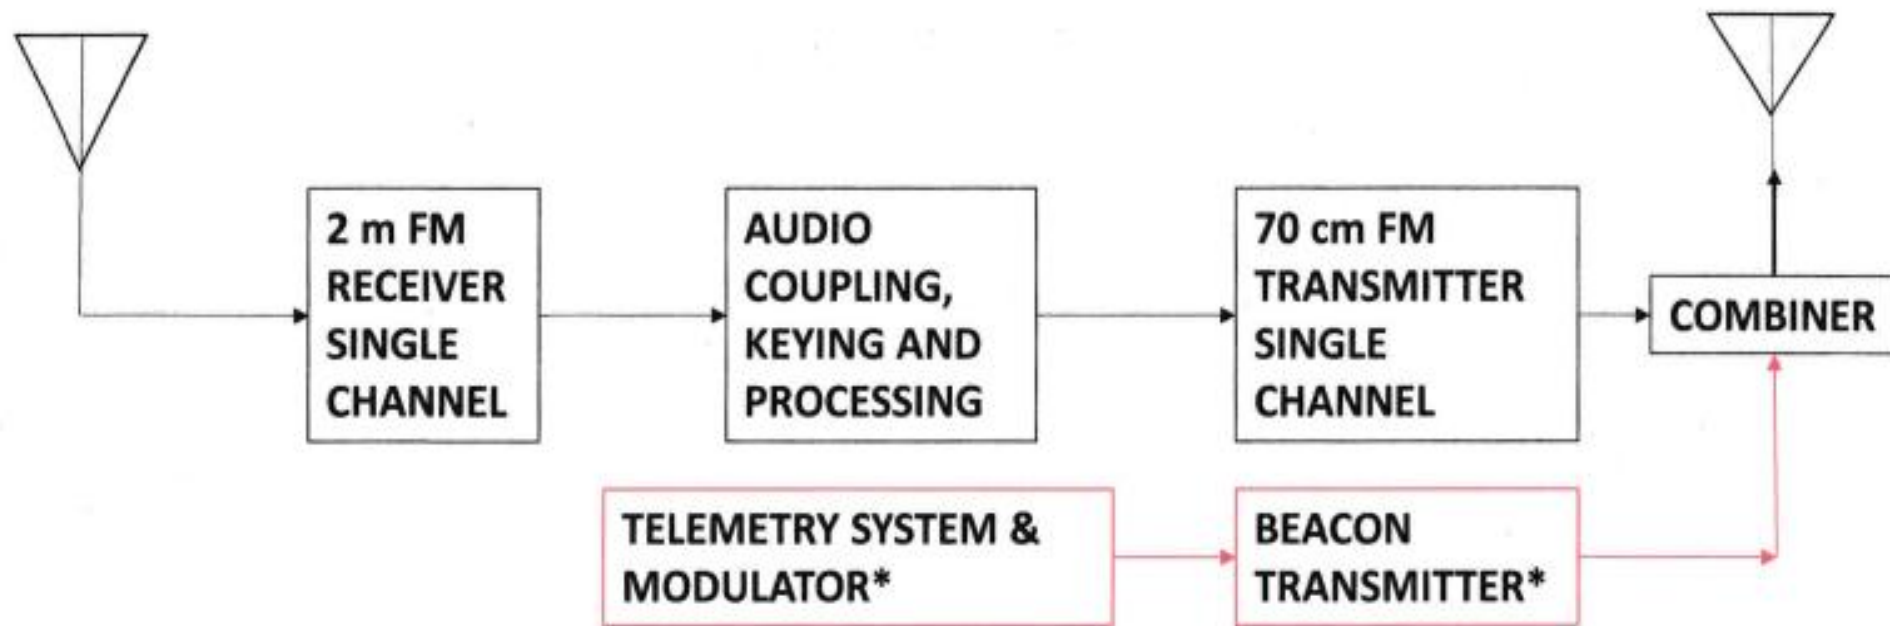 2 m FM
RECEIVER
SINGLE
CHANNEL
AUDIO
COUPLING,
KEYING AND
PROCESSING
70 cm FM
TRANSMITTER
SINGLE
CHANNEL
COMBINER
TELEMETRY SYSTEM &
MODULATOR*
BEACON
TRANSMITTER*